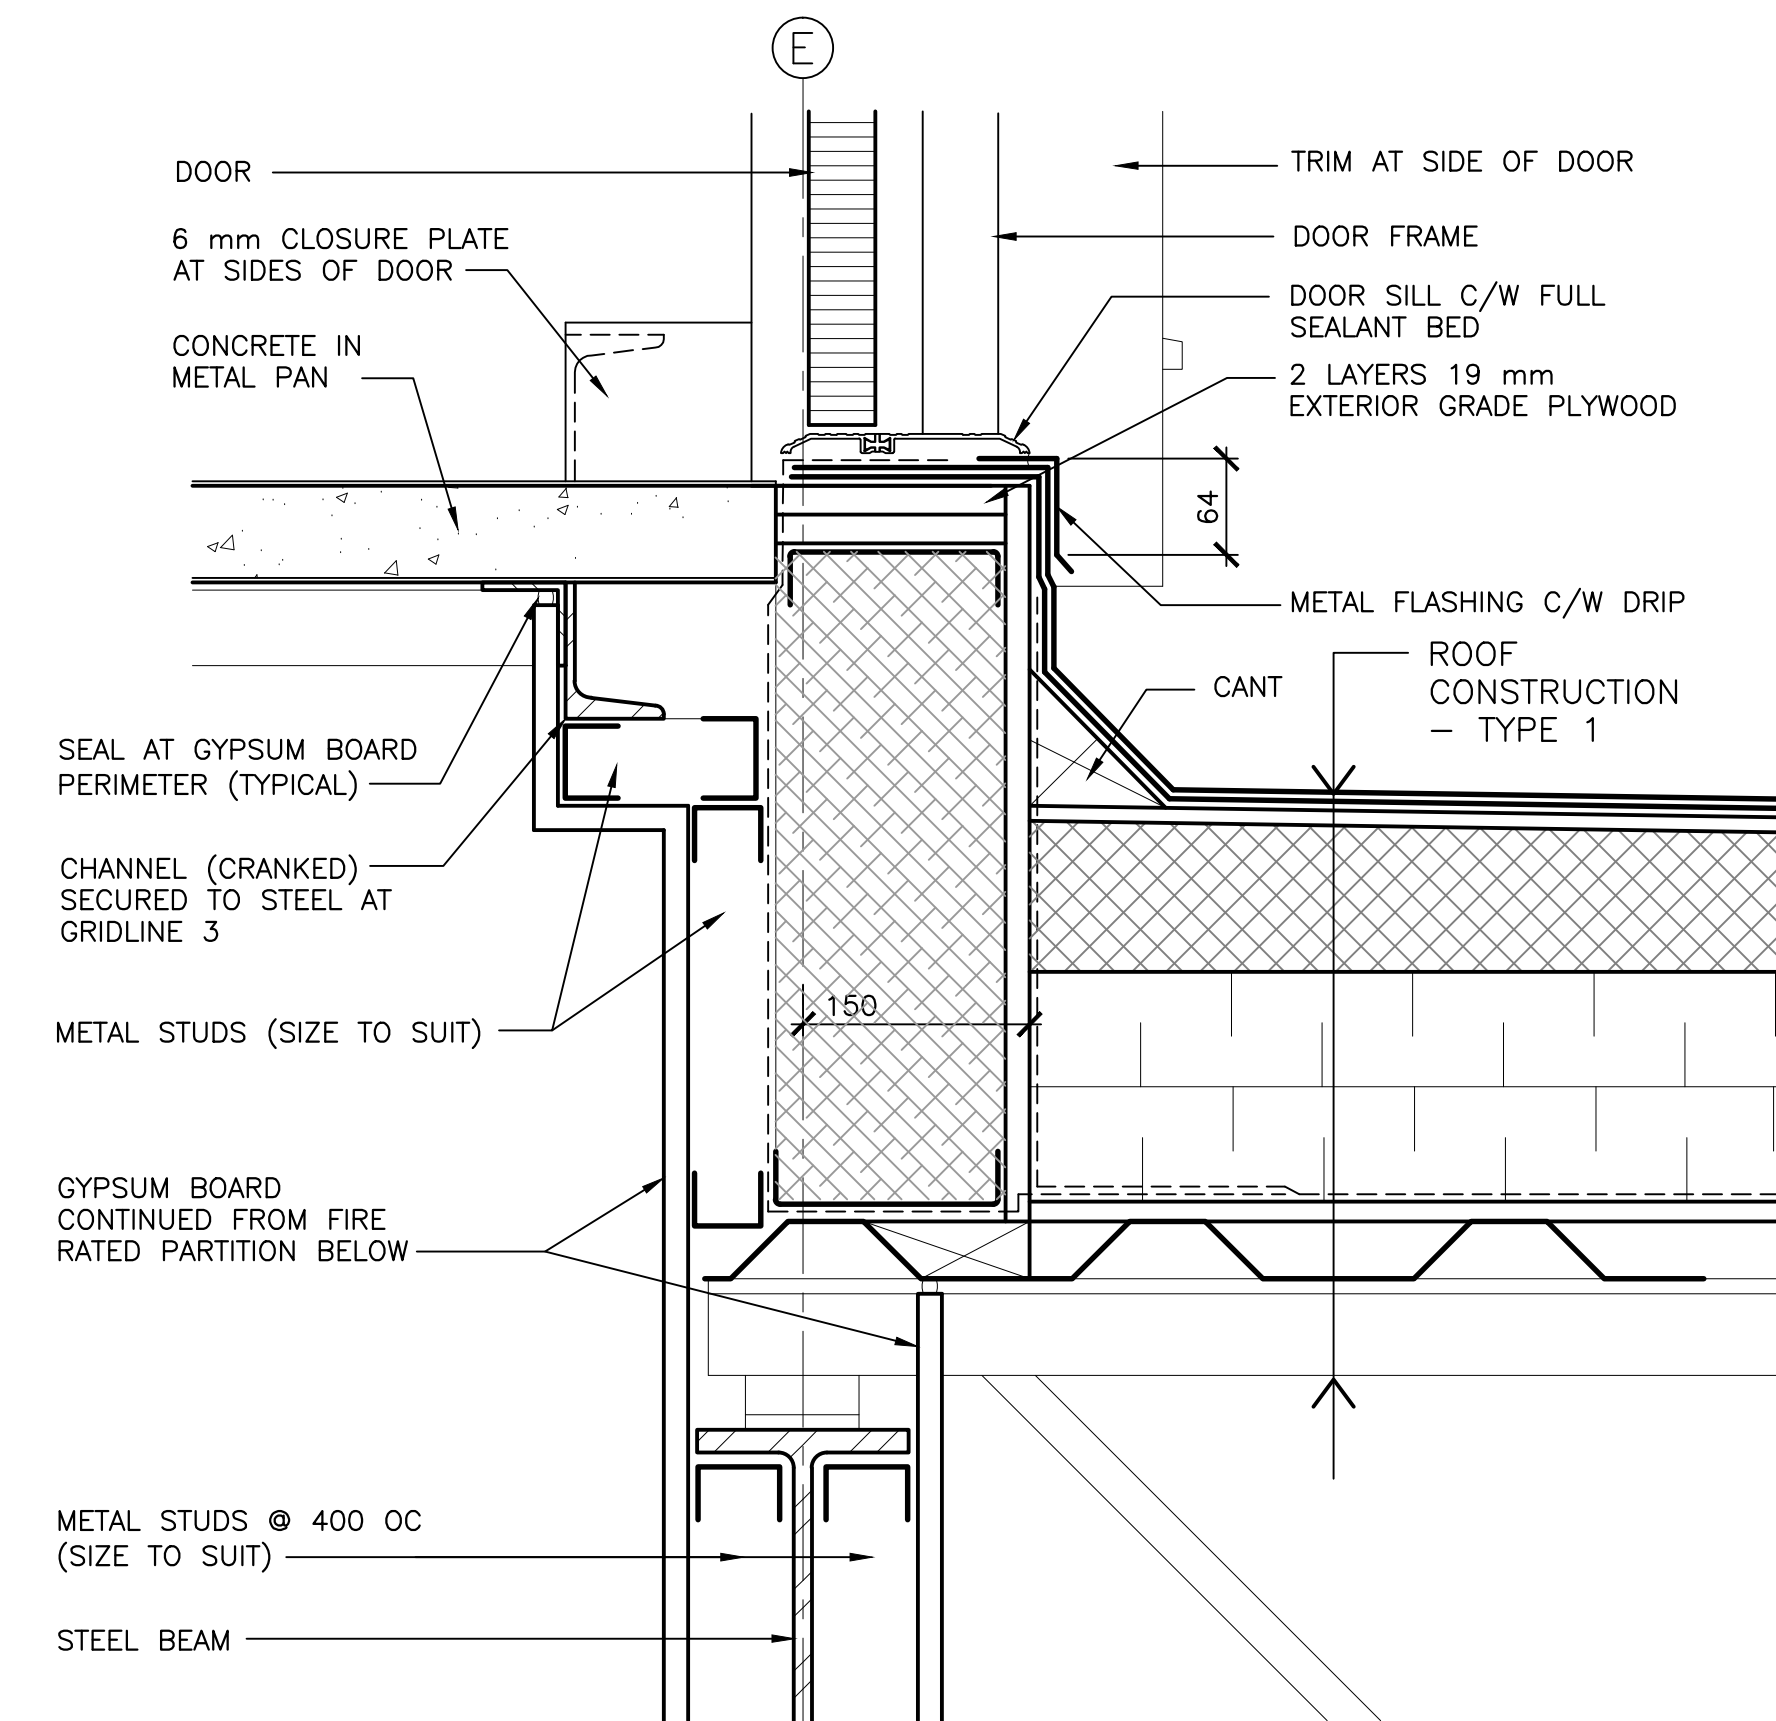 E
DOOR
6 mm CLOSURE PLATE
AT SIDES OF DOOR
CONCRETE IN
METAL PAN
SEAL AT GYPSUM BOARD
PERIMETER (TYPICAL)
CHANNEL (CRANKED)
SECURED TO STEEL AT
GRIDLINE 3
METAL STUDS (SIZE TO SUIT)
GYPSUM BOARD
CONTINUED FROM FIRE
RATED PARTITION BELOW
METAL STUDS @ 400 OC
(SIZE TO SUIT)
STEEL BEAM
TRIM AT SIDE OF DOOR
DOOR FRAME
DOOR SILL C/W FULL
SEALANT BED
2 LAYERS 19 mm
EXTERIOR GRADE PLYWOOD
64
METAL FLASHING C/W DRIP
ROOF
CONSTRUCTION
- TYPE 1
CANT
150